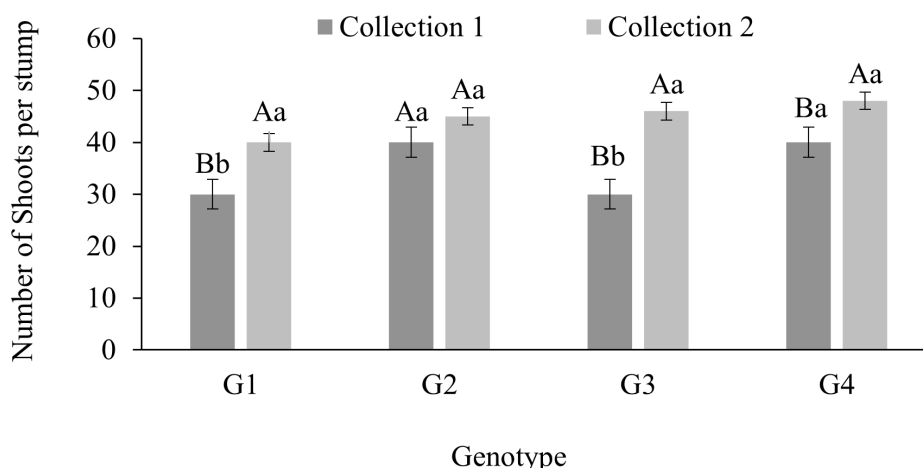 Collection 1 Collection 2
Number of Shoots per stump
60
50
40
30
20
10
0
Bb Aa Aa Aa Bb Aa Ba Aa
G1 G2 G3 G4
Genotype